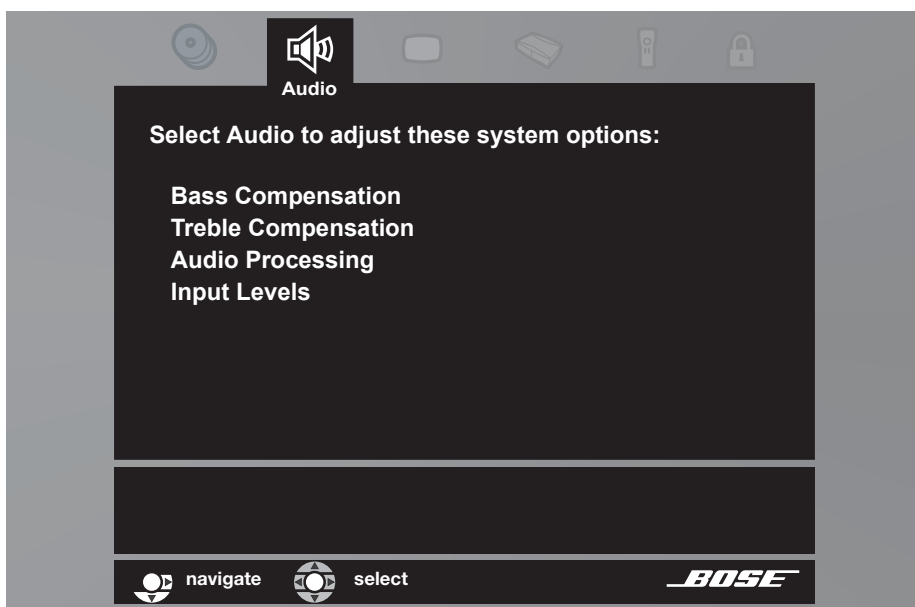 Audio
Select Audio to adjust these system options:
Bass Compensation
Treble Compensation
Audio Processing
Input Levels
navigate select BOSE